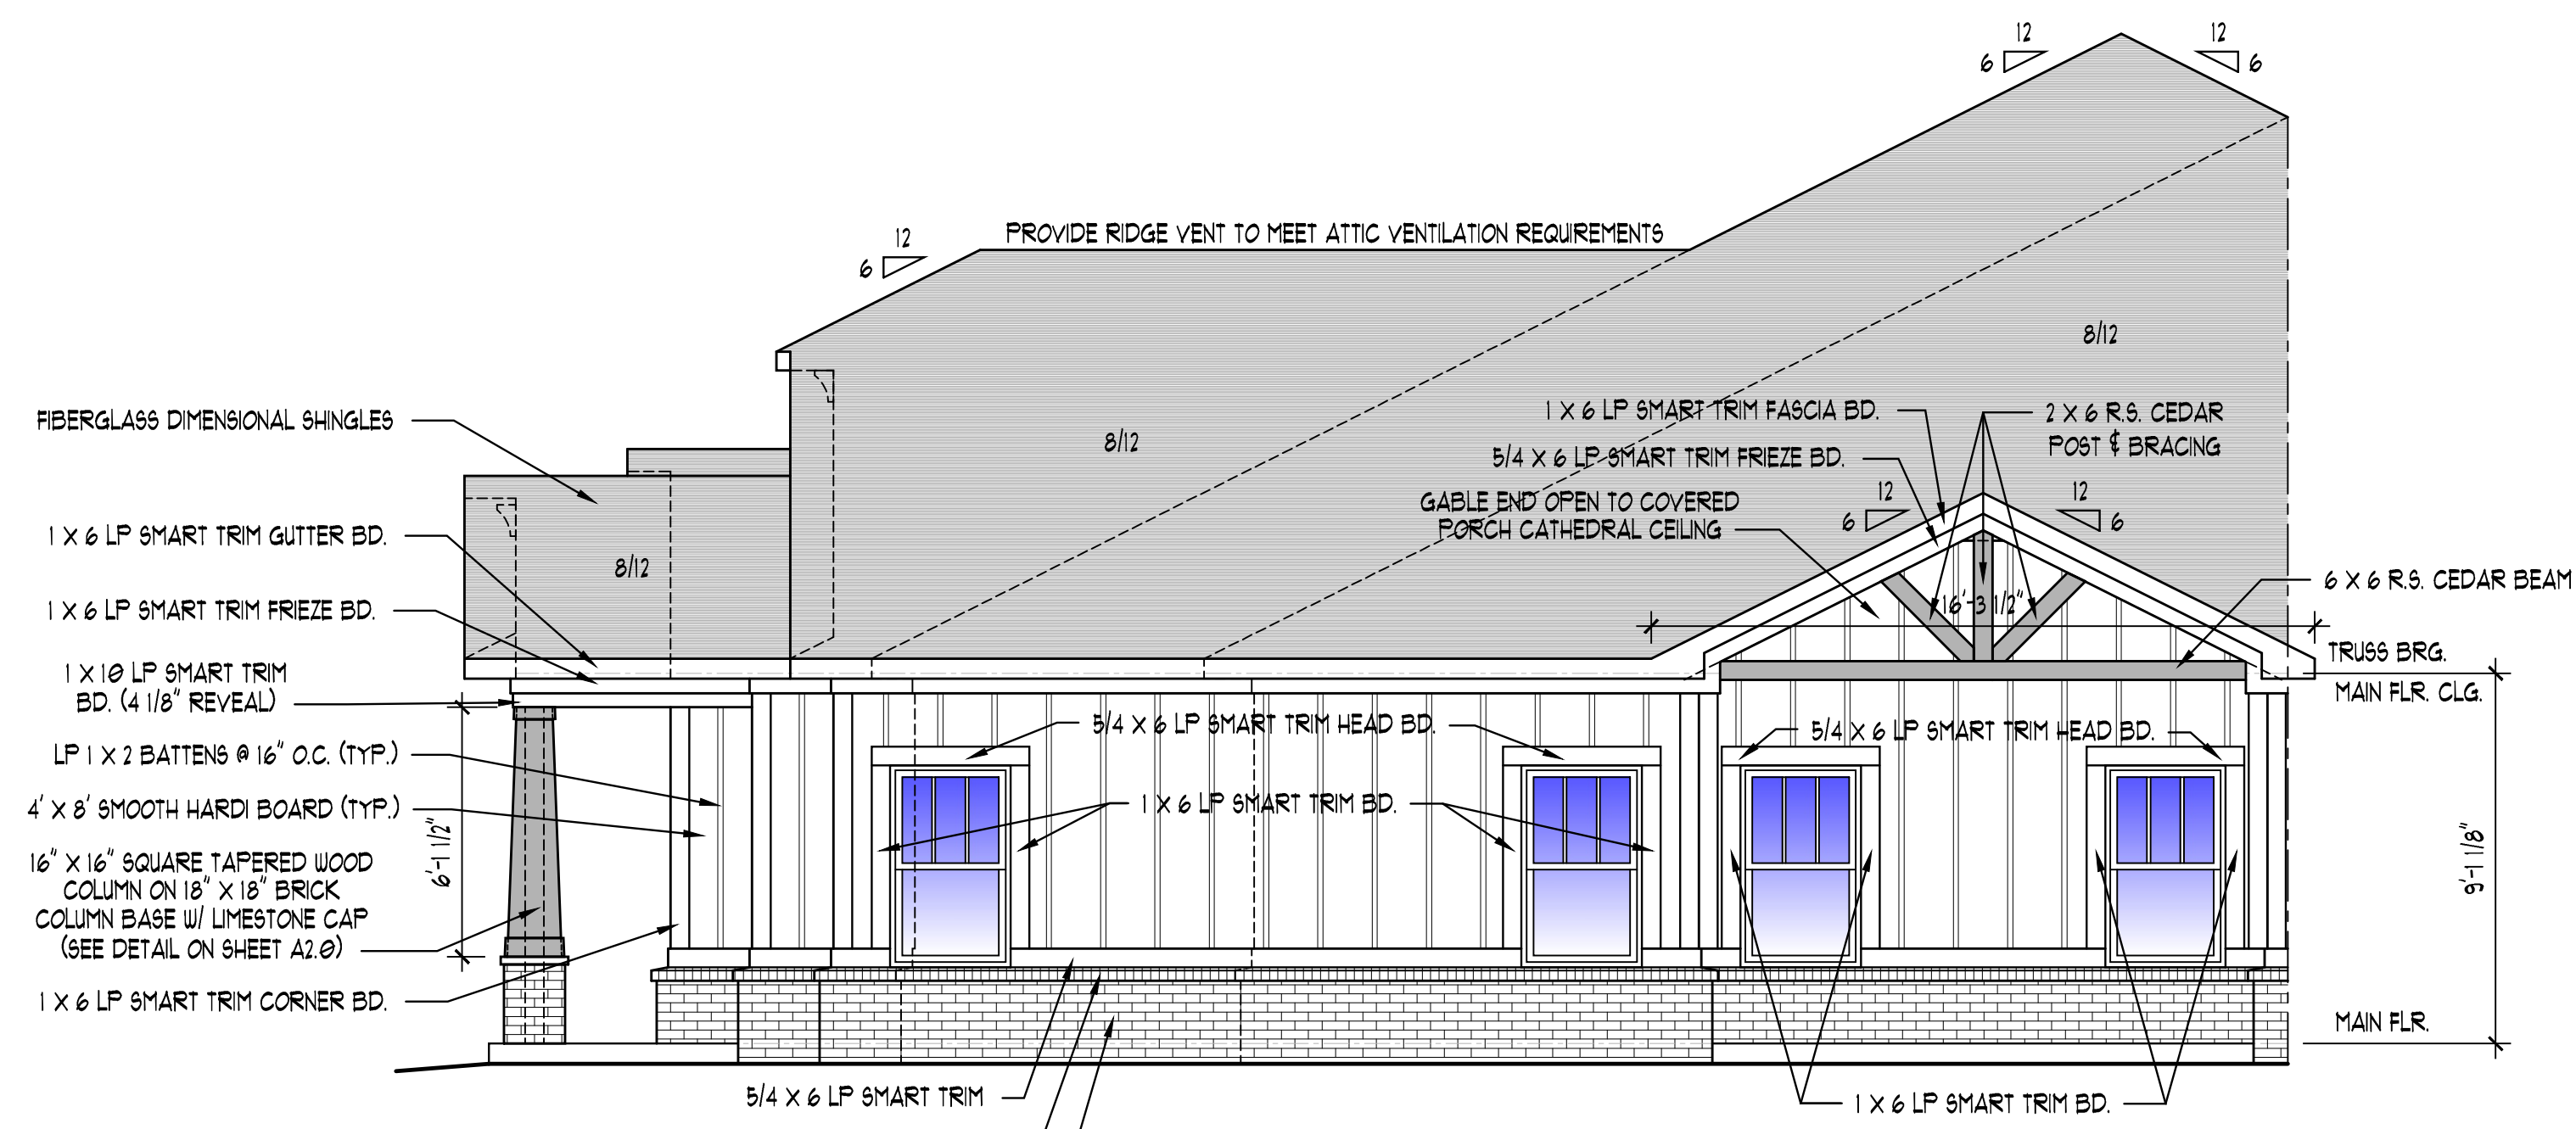 12
6
12
6
PROVIDE RIDGE VENT TO MEET ATTIC VENTILATION REQUIREMENTS
12
6
8/12
8/12
8/12
FIBERGLASS DIMENSIONAL SHINGLES
1 X 6 LP SMART TRIM GUTTER BD.
1 X 6 LP SMART TRIM FRIEZE BD.
1 X 10 LP SMART TRIM
BD. (4 1/8" REVEAL)
LP 1 X 2 BATTENS @ 16" O.C. (TYP.)
4' X 8' SMOOTH HARDI BOARD (TYP.)
6'-1 1/2"
16" X 16" SQUARE TAPERED WOOD
COLUMN ON 18" X 18" BRICK
COLUMN BASE W/ LIMESTONE CAP
(SEE DETAIL ON SHEET A2.0)
1 X 6 LP SMART TRIM CORNER BD.
1 X 6 LP SMART TRIM FASCIA BD.
5/4 X 6 LP SMART TRIM FRIEZE BD.
GABLE END OPEN TO COVERED
PORCH CATHEDRAL CEILING
2 X 6 R.S. CEDAR
POST & BRACING
12
6
12
6
16'-3 1/2"
6 X 6 R.S. CEDAR BEAM
TRUSS BRG.
MAIN FLR. CLG.
5/4 X 6 LP SMART TRIM HEAD BD.
5/4 X 6 LP SMART TRIM HEAD BD.
1 X 6 LP SMART TRIM BD.
9'-1 1/8"
MAIN FLR.
5/4 X 6 LP SMART TRIM
1 X 6 LP SMART TRIM BD.